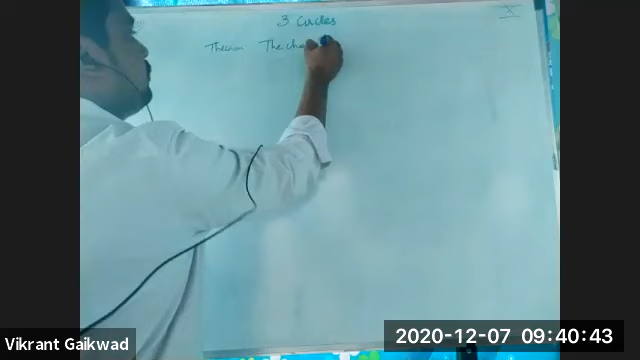 3 Circles
X
Theorem The cho
Vikrant Gaikwad
2020-12-07 09:40:43